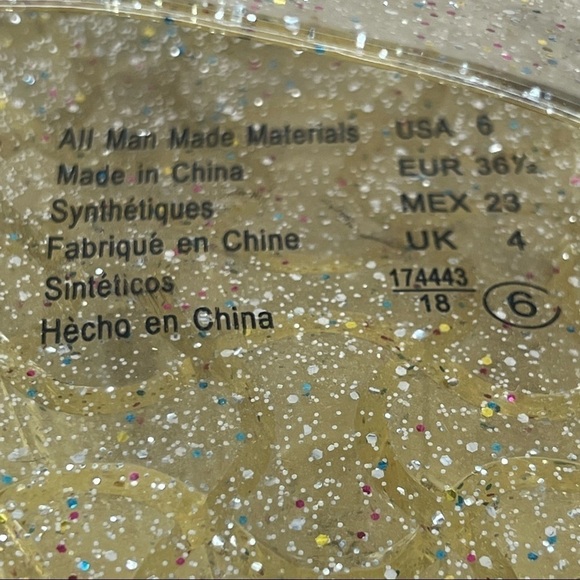 All Man Made Materials USA 6
Made in China EUR 36½
Synthétiques MEX 23
Fabriqué en Chine UK 4
Sintéticos 174443
18 6
Hècho en China